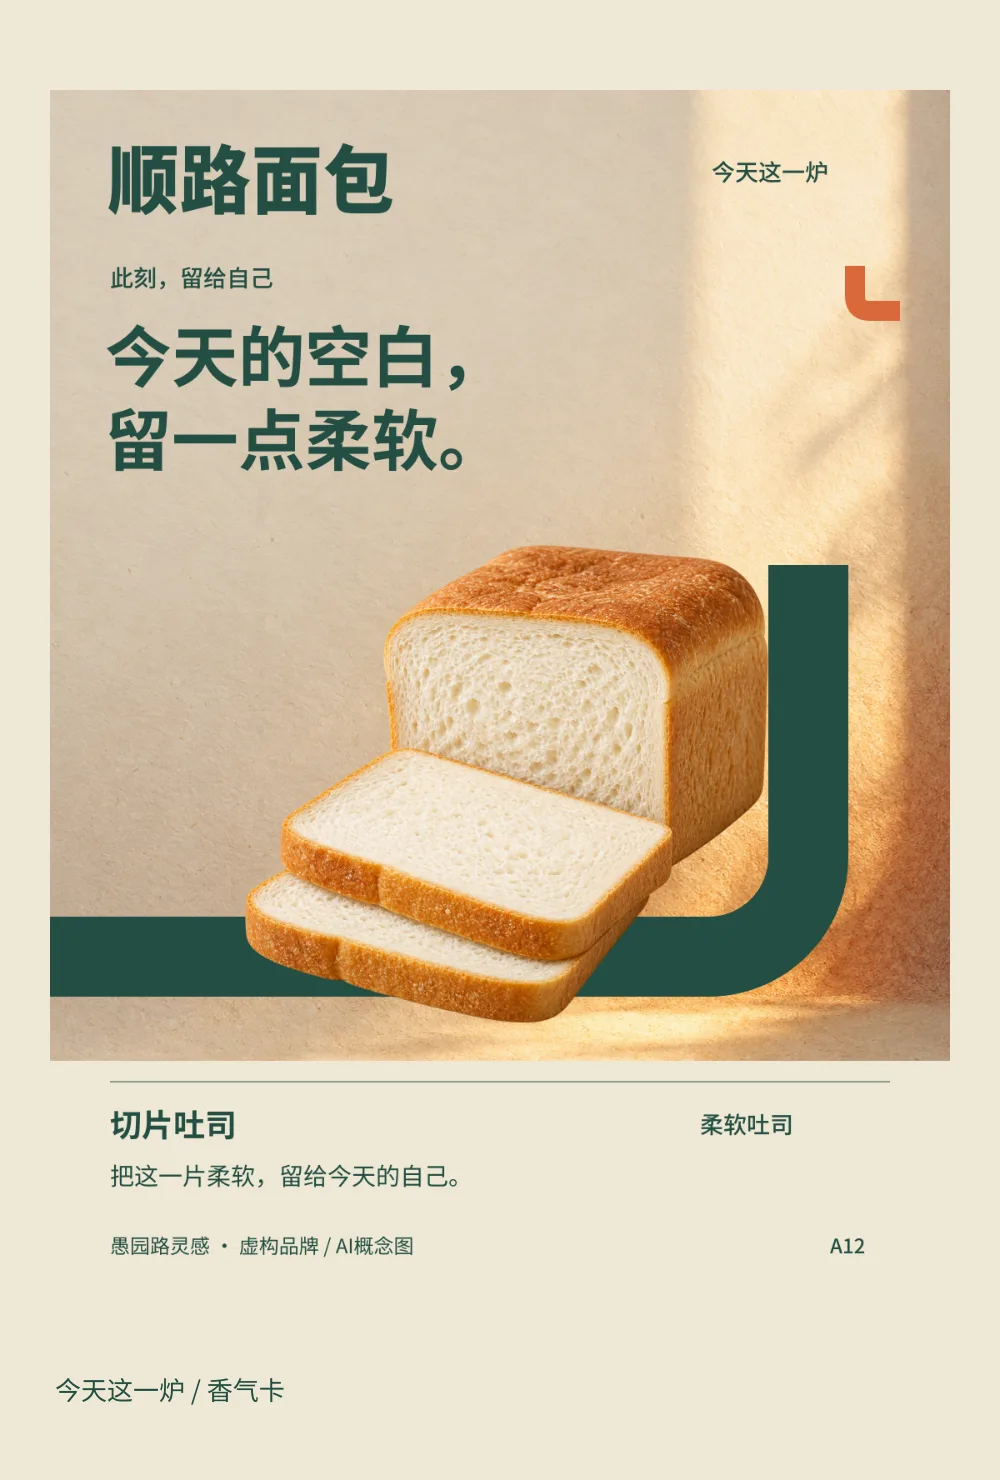 顺路面包
今天这一炉
此刻，留给自己
今天的空白，
留一点柔软。
切片吐司
柔软吐司
把这一片柔软，留给今天的自己。
愚园路灵感 · 虚构品牌 / AI概念图
A12
今天这一炉 / 香气卡